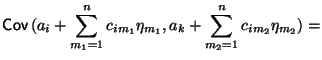 Cov(a_i + \sum_{m_1=1}^{n} c_{im_1} \eta_{m_1}, a_k + \sum_{m_2=1}^{n} c_{im_2} \eta_{m_2}) =